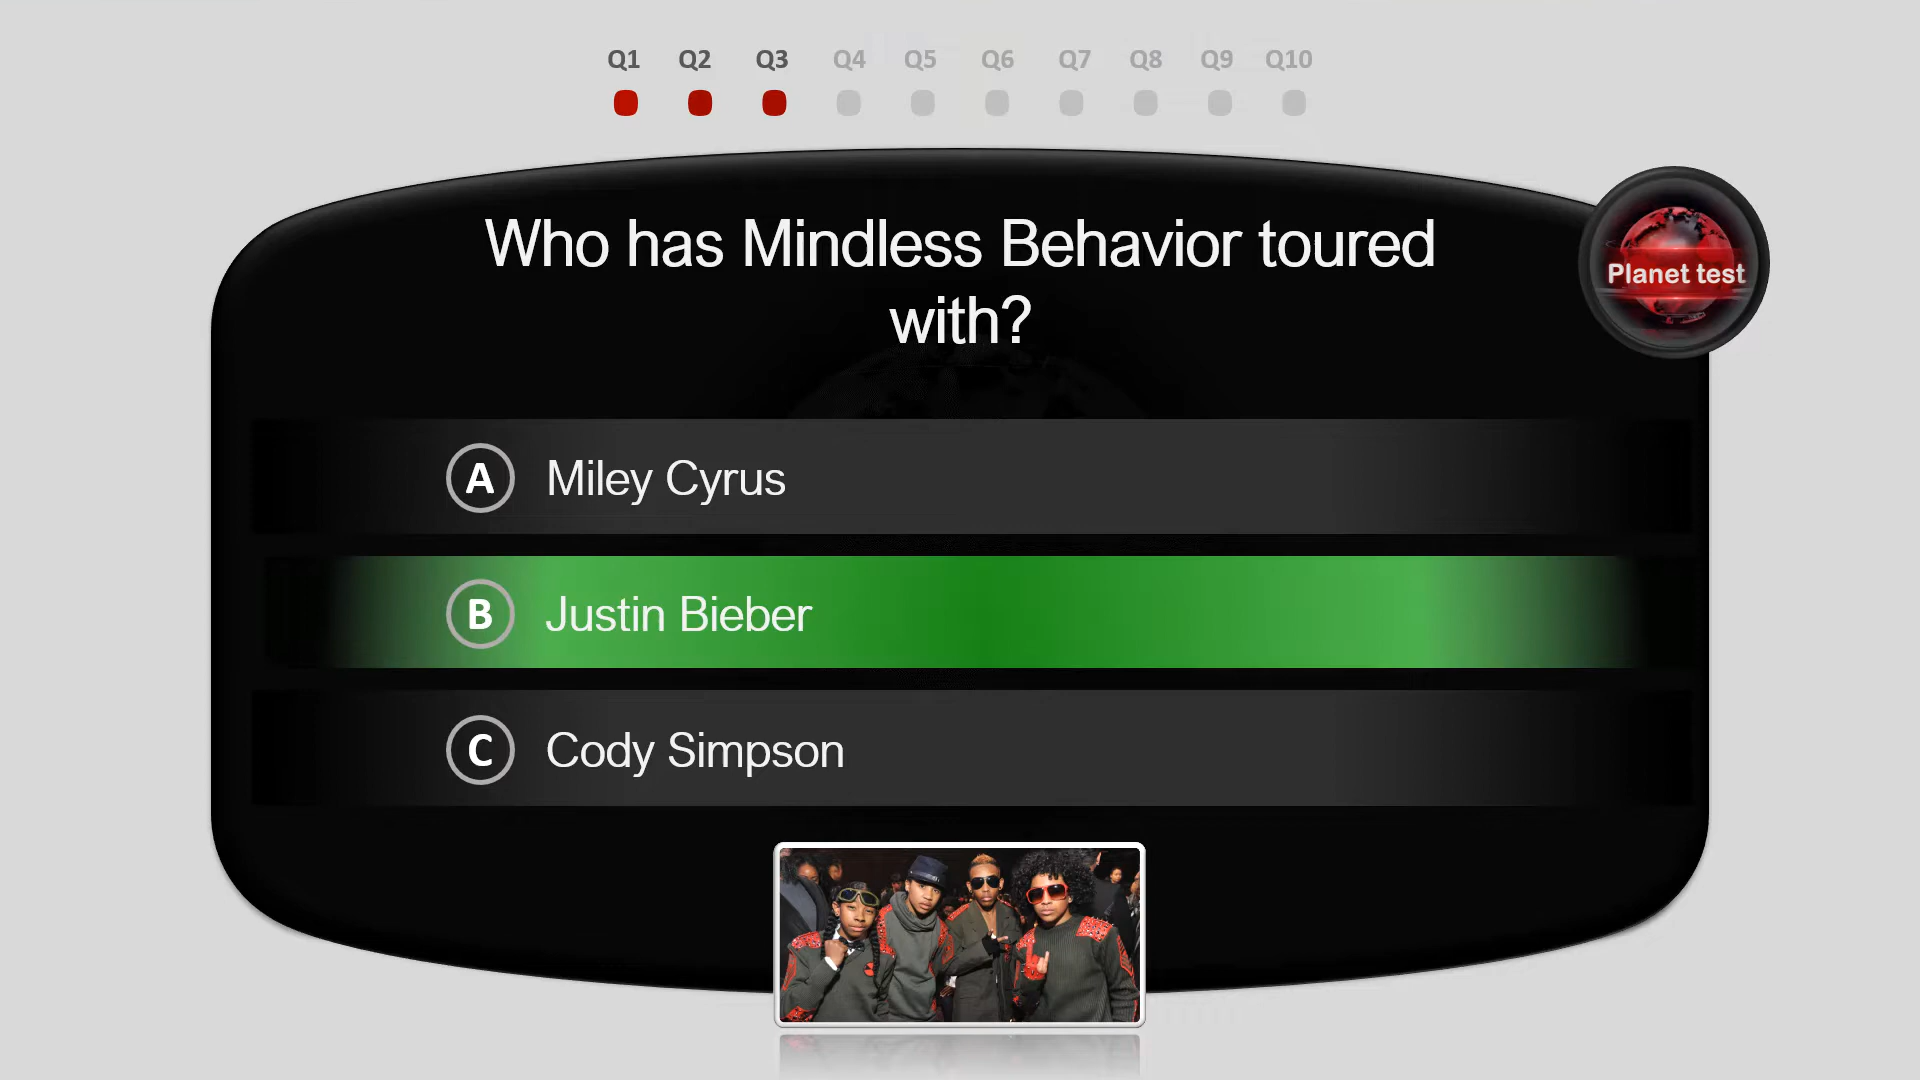 Q1 Q2 Q3 Q4 Q5 Q6 Q7 Q8 Q9 Q10
Who has Mindless Behavior toured
with?
Planet test
A Miley Cyrus
B Justin Bieber
C Cody Simpson